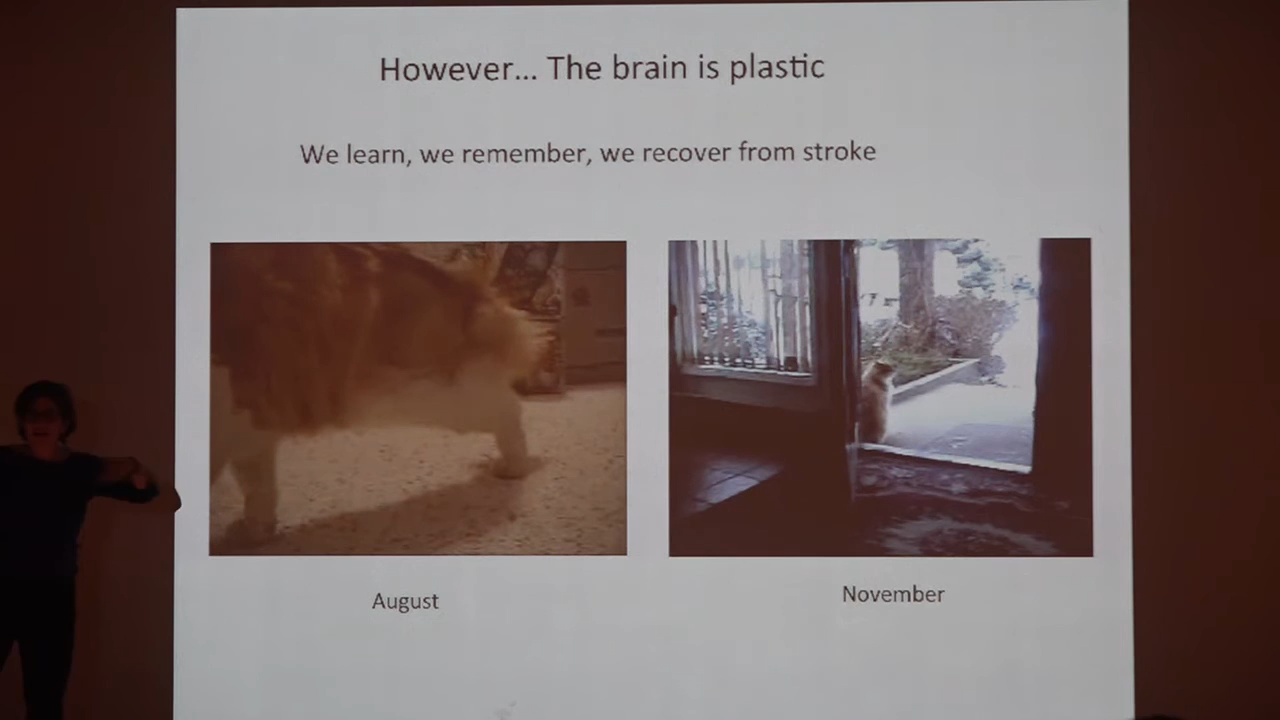 However... The brain is plastic
We learn, we remember, we recover from stroke
August
November